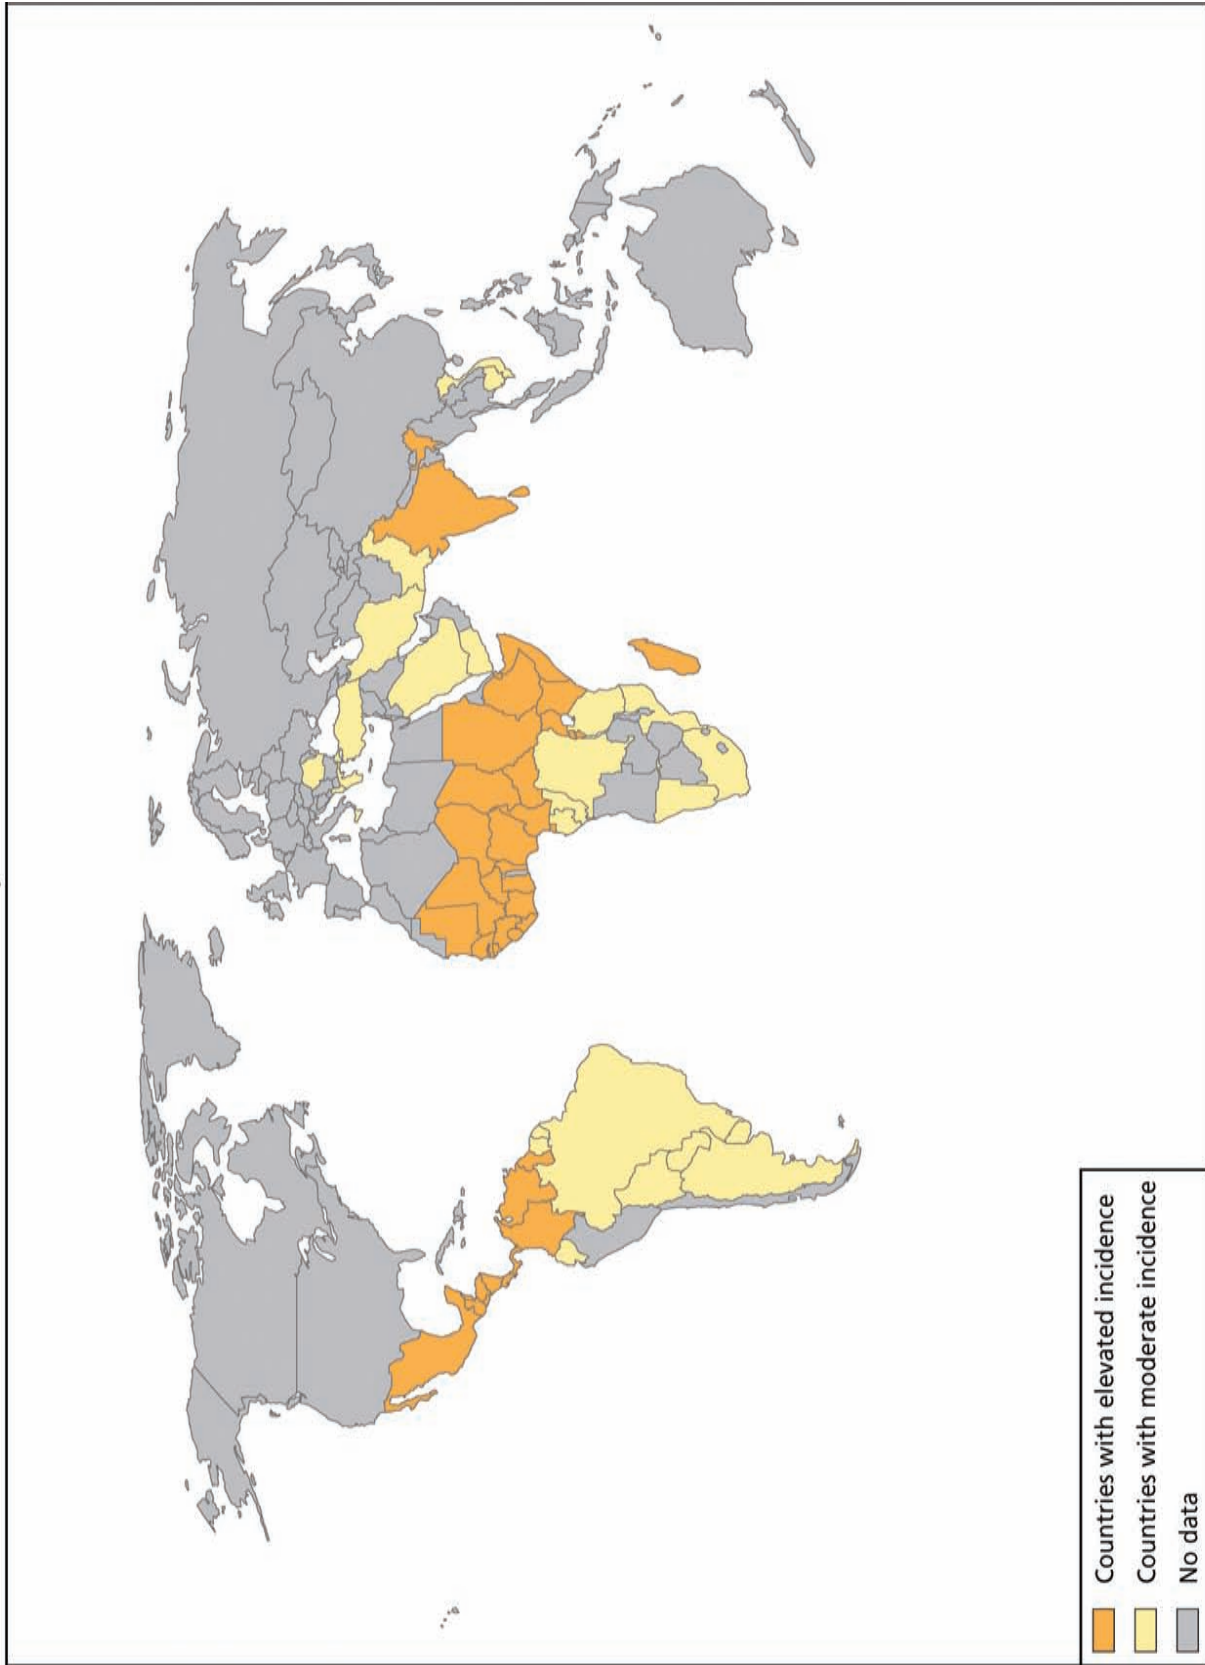 Countries with elevated incidence
Countries with moderate incidence
No data